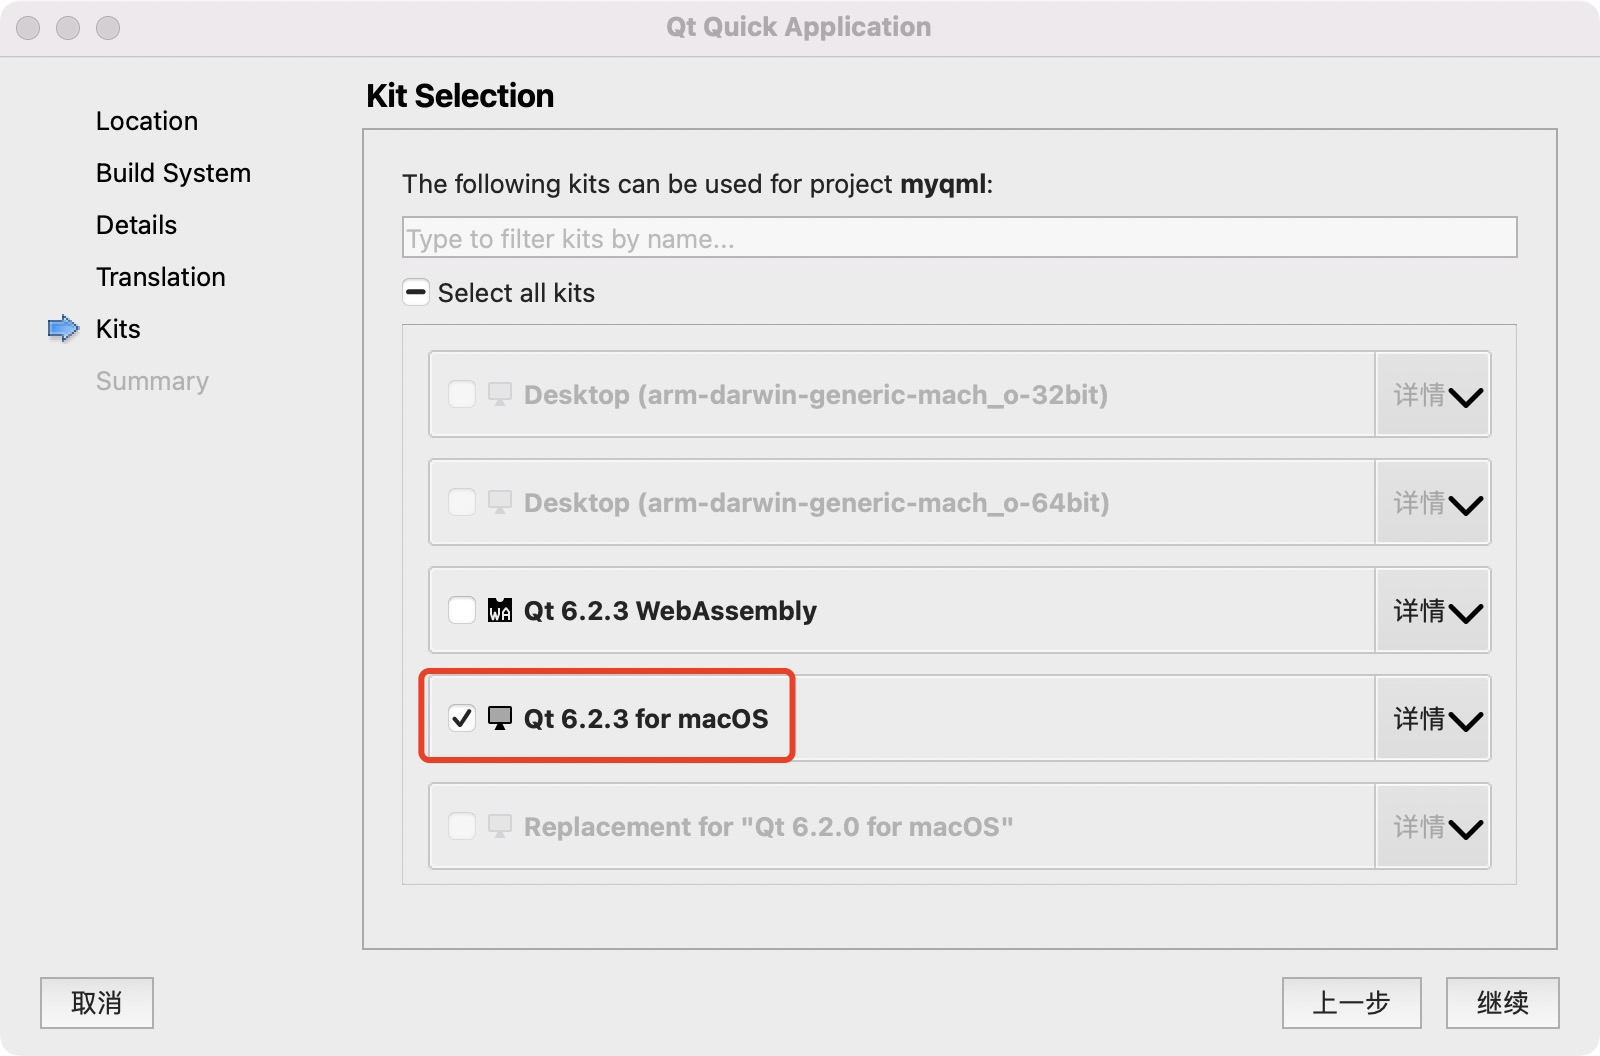 Qt Quick Application
Location
Build System
Details
Translation
Kits
Summary
Kit Selection
The following kits can be used for project myqml:
Type to filter kits by name...
Select all kits
Desktop (arm-darwin-generic-mach_o-32bit) 详情
Desktop (arm-darwin-generic-mach_o-64bit) 详情
WA Qt 6.2.3 WebAssembly 详情
Qt 6.2.3 for macOS 详情
Replacement for "Qt 6.2.0 for macOS" 详情
取消 上一步 继续